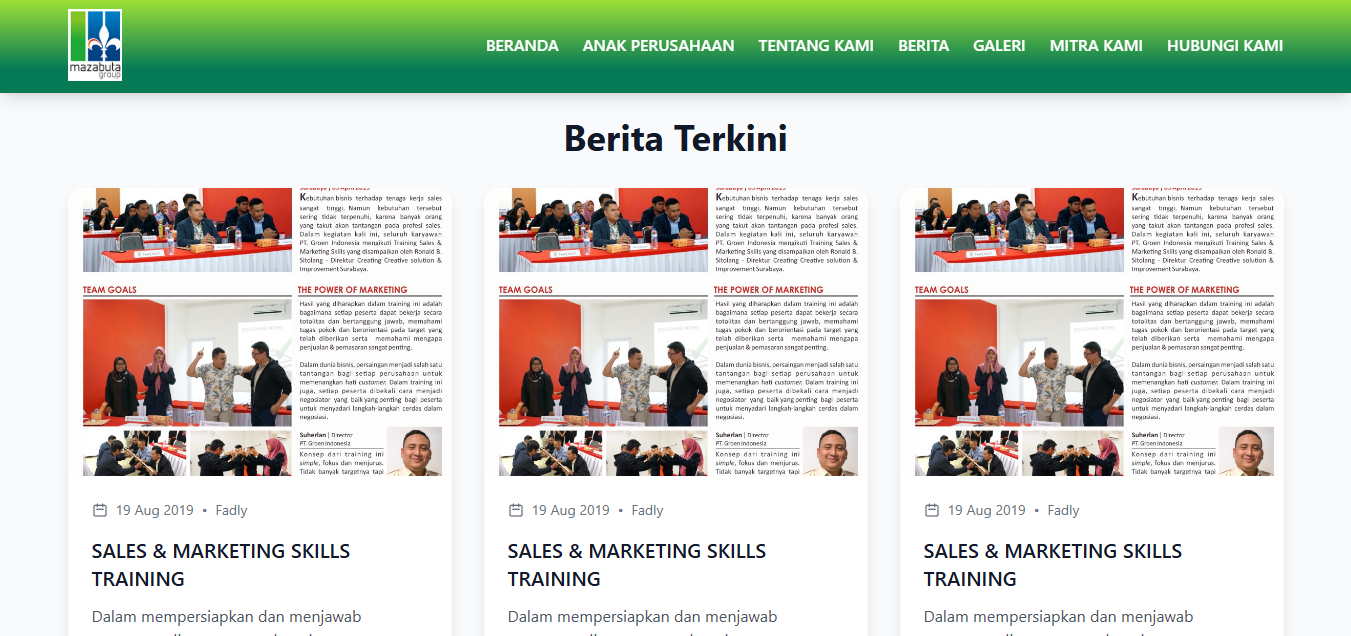 mazabuta
group
BERANDA ANAK PERUSAHAAN TENTANG KAMI BERITA GALERI MITRA KAMI HUBUNGI KAMI
Berita Terkini
Kebutuhan bisnis terhadap tenaga kerja sales
sangat tinggi. Namun kebutuhan tersebut
sering tidak terpenuhi, karena banyak orang
yang takut akan tantangan pada profesi sales.
Dalam kegiatan kali ini, seluruh karyawan
PT. Groen Indonesia mengikuti Training Sales &
Marketing Skills yang disampaikan oleh Ronald B.
Sitolang - Direktur Creating Creative solution &
Improvement Surabaya.
TEAM GOALS
THE POWER OF MARKETING
Hasil yang diharapkan dalam training ini adalah
bagaimana setiap peserta dapat bekerja secara
totalitas dan bertanggung jawab, memahami
tugas pokok dan berorientasi pada target yang
telah diberikan serta memahami mengapa
penjualan & pemasaran sangat penting.
Dalam dunia bisnis, persaingan menjadi salah satu
tantangan bagi setiap perusahaan untuk
memenangkan hati customer. Dalam training ini
juga, setiap peserta dibekali cara menjadi
negosiator yang baik yang penting bagi peserta
untuk menyadari langkah-langkah cerdas dalam
negosiasi.
Suherlan | Director
PT. Groen Indonesia
Konsep dari training ini
simple, fokus dan menjurus.
Tidak banyak targetnya tapi
19 Aug 2019 • Fadly
SALES & MARKETING SKILLS
TRAINING
Dalam mempersiapkan dan menjawab
Kebutuhan bisnis terhadap tenaga kerja sales
sangat tinggi. Namun kebutuhan tersebut
sering tidak terpenuhi, karena banyak orang
yang takut akan tantangan pada profesi sales.
Dalam kegiatan kali ini, seluruh karyawan
PT. Groen Indonesia mengikuti Training Sales &
Marketing Skills yang disampaikan oleh Ronald B.
Sitolang - Direktur Creating Creative solution &
Improvement Surabaya.
TEAM GOALS
THE POWER OF MARKETING
Hasil yang diharapkan dalam training ini adalah
bagaimana setiap peserta dapat bekerja secara
totalitas dan bertanggung jawab, memahami
tugas pokok dan berorientasi pada target yang
telah diberikan serta memahami mengapa
penjualan & pemasaran sangat penting.
Dalam dunia bisnis, persaingan menjadi salah satu
tantangan bagi setiap perusahaan untuk
memenangkan hati customer. Dalam training ini
juga, setiap peserta dibekali cara menjadi
negosiator yang baik yang penting bagi peserta
untuk menyadari langkah-langkah cerdas dalam
negosiasi.
Suherlan | Director
PT. Groen Indonesia
Konsep dari training ini
simple, fokus dan menjurus.
Tidak banyak targetnya tapi
19 Aug 2019 • Fadly
SALES & MARKETING SKILLS
TRAINING
Dalam mempersiapkan dan menjawab
Kebutuhan bisnis terhadap tenaga kerja sales
sangat tinggi. Namun kebutuhan tersebut
sering tidak terpenuhi, karena banyak orang
yang takut akan tantangan pada profesi sales.
Dalam kegiatan kali ini, seluruh karyawan
PT. Groen Indonesia mengikuti Training Sales &
Marketing Skills yang disampaikan oleh Ronald B.
Sitolang - Direktur Creating Creative solution &
Improvement Surabaya.
TEAM GOALS
THE POWER OF MARKETING
Hasil yang diharapkan dalam training ini adalah
bagaimana setiap peserta dapat bekerja secara
totalitas dan bertanggung jawab, memahami
tugas pokok dan berorientasi pada target yang
telah diberikan serta memahami mengapa
penjualan & pemasaran sangat penting.
Dalam dunia bisnis, persaingan menjadi salah satu
tantangan bagi setiap perusahaan untuk
memenangkan hati customer. Dalam training ini
juga, setiap peserta dibekali cara menjadi
negosiator yang baik yang penting bagi peserta
untuk menyadari langkah-langkah cerdas dalam
negosiasi.
Suherlan | Director
PT. Groen Indonesia
Konsep dari training ini
simple, fokus dan menjurus.
Tidak banyak targetnya tapi
19 Aug 2019 • Fadly
SALES & MARKETING SKILLS
TRAINING
Dalam mempersiapkan dan menjawab